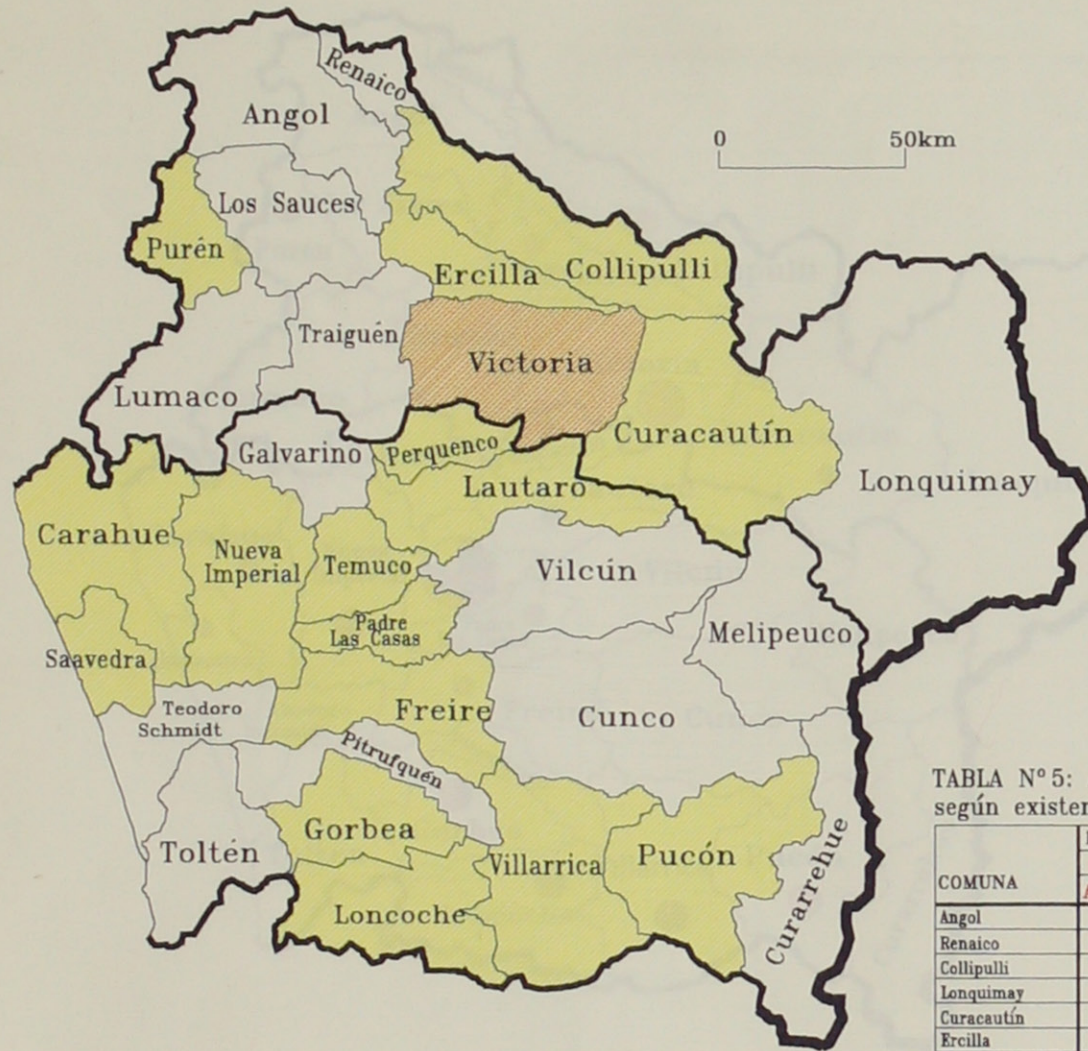 Renaico
Angol
0 50km
Los Sauces
Purén
Ercilla
Collipulli
Traiguén
Victoria
Lumaco
Curacautín
Galvarino
Perquenco
Lonquimay
Lautaro
Carahue
Nueva
Imperial
Temuco
Vilcún
Padre
Las Casas
Melipeuco
Saavedra
Teodoro
Schmidt
Freire
Cunco
Pitrufquén
Gorbea
Toltén
Villarrica
Pucón
Curarrehue
Loncoche
TABLA N° 5:
según existen
COMUNA
Angol
Renaico
Collipulli
Lonquimay
Curacautín
Ercilla